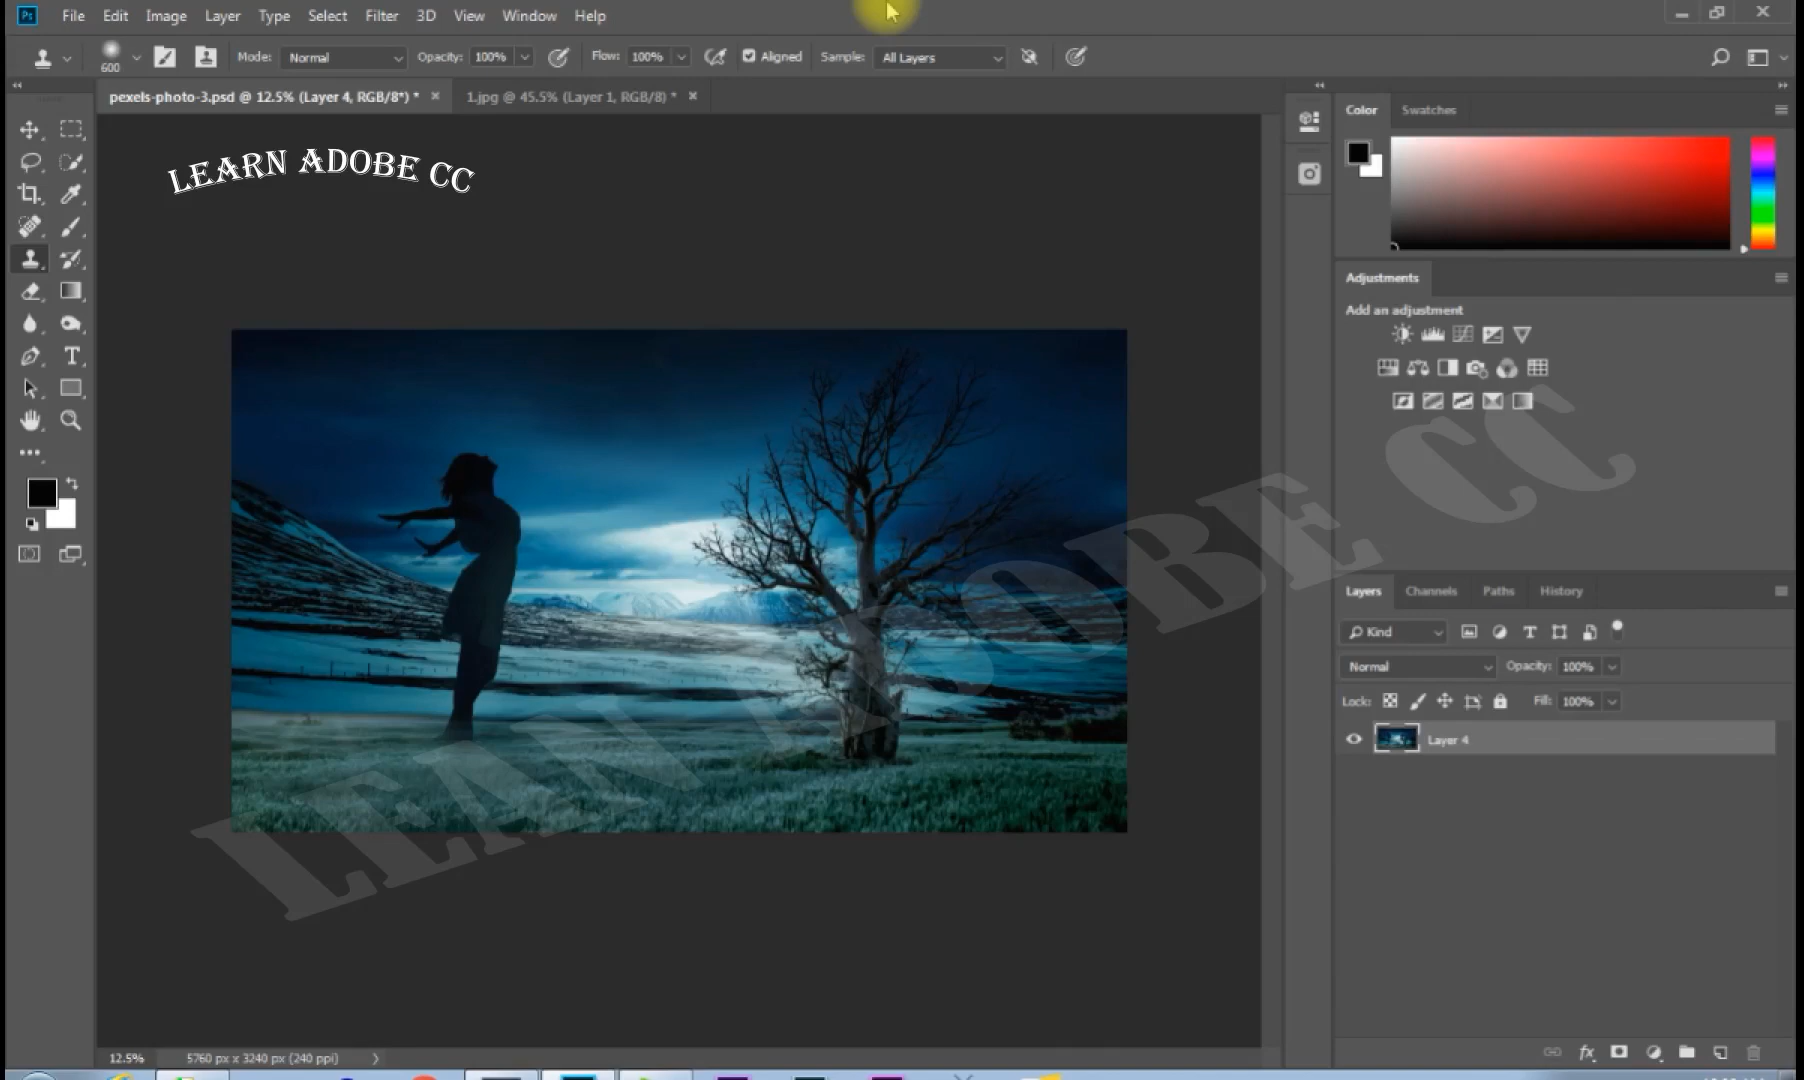 Ps File Edit Image Layer Type Select Filter 3D View Window Help
600 Mode: Normal Opacity: 100% Flow: 100% Aligned Sample: All Layers
pexels-photo-3.psd @ 12.5% (Layer 4, RGB/8*) * × 1.jpg @ 45.5% (Layer 1, RGB/8) * ×
LEARN ADOBE CC
Color Swatches
Adjustments
Add an adjustment
LEAN ADOBE CC
Layers Channels Paths History
Kind
Normal Opacity: 100%
Lock: Fill: 100%
Layer 4
fx
12.5% 5760 px x 3240 px (240 ppi)